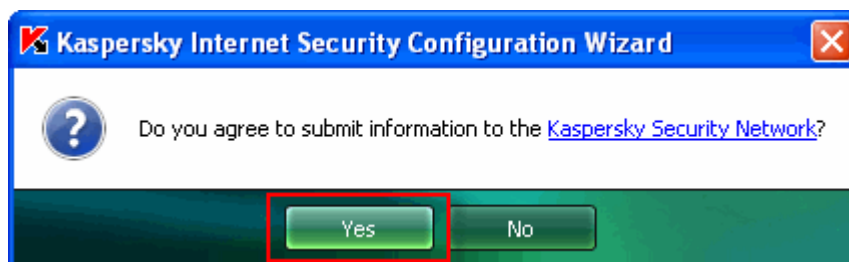 Kaspersky Internet Security Configuration Wizard
Do you agree to submit information to the Kaspersky Security Network?
Yes No